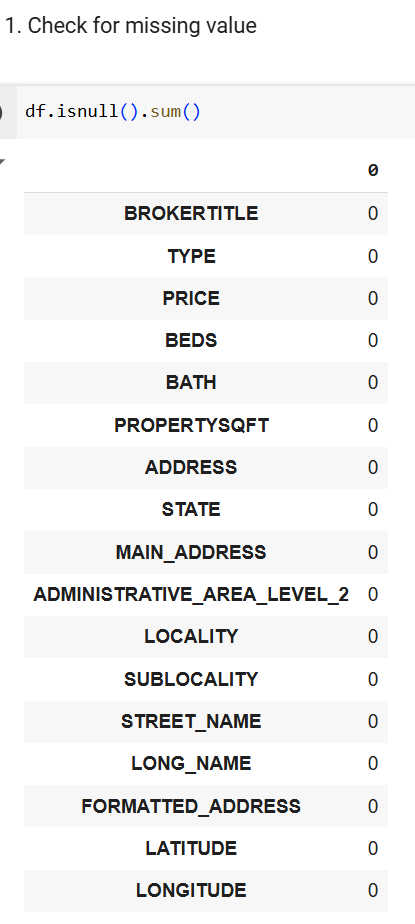 1. Check for missing value
df.isnull().sum()
0
BROKERTITLE 0
TYPE 0
PRICE 0
BEDS 0
BATH 0
PROPERTYSQFT 0
ADDRESS 0
STATE 0
MAIN_ADDRESS 0
ADMINISTRATIVE_AREA_LEVEL_2 0
LOCALITY 0
SUBLOCALITY 0
STREET_NAME 0
LONG_NAME 0
FORMATTED_ADDRESS 0
LATITUDE 0
LONGITUDE 0